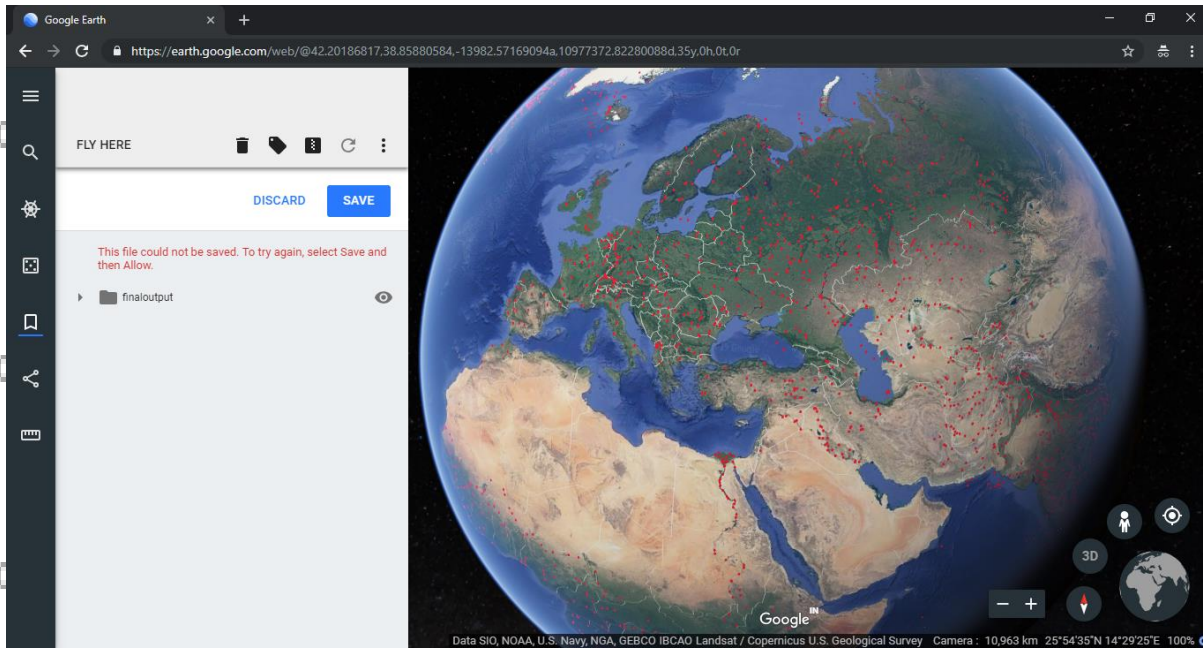 Google Earth
https://earth.google.com/web/@42.20186817,38.85880584,-13982.57169094a,10977372.82280088d,35y,0h,0t,0r
FLY HERE
DISCARD
SAVE
This file could not be saved. To try again, select Save and
then Allow.
finaloutput
3D
Google
IN
Data SIO, NOAA, U.S. Navy, NGA, GEBCO IBCAO Landsat / Copernicus U.S. Geological Survey Camera : 10,963 km 25°54'35"N 14°29'25"E 100%